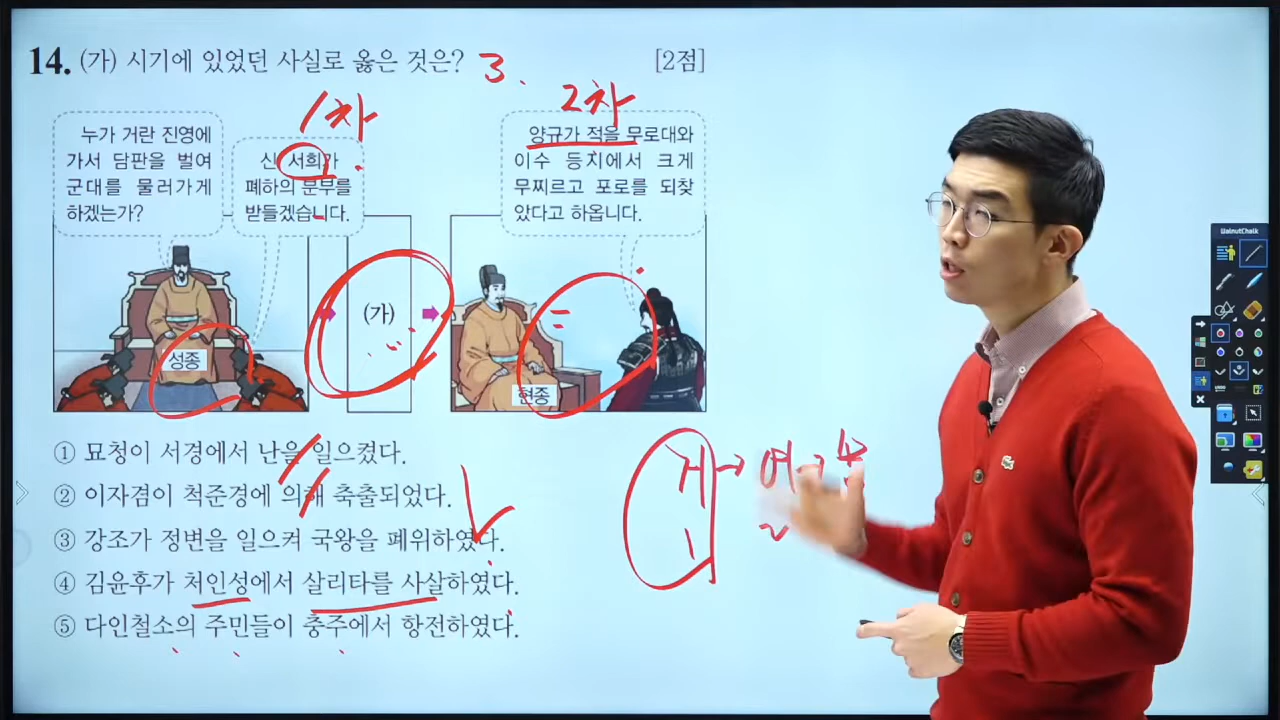 14. (가) 시기에 있었던 사실로 옳은 것은? [2점]
3.
1차
2차
누가 거란 진영에
가서 담판을 벌여
군대를 물러가게
하겠는가?
신 서희가
폐하의 분부를
받들겠습니다.
양규가 적을 무로대와
이수 등지에서 크게
무찌르고 포로를 되찾
았다고 하옵니다.
성종
(가)
현종
① 묘청이 서경에서 난을 일으켰다.
② 이자겸이 척준경에 의해 축출되었다.
③ 강조가 정변을 일으켜 국왕을 폐위하였다.
④ 김윤후가 처인성에서 살리타를 사살하였다.
⑤ 다인철소의 주민들이 충주에서 항전하였다.
거→여→
WalnutChalk